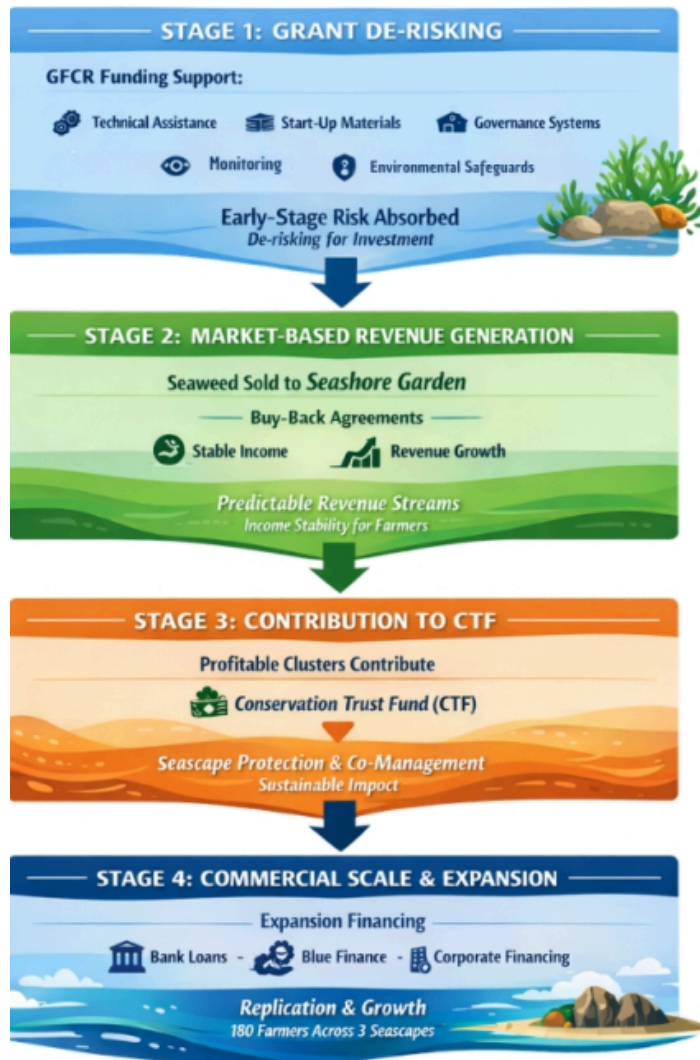 STAGE 1: GRANT DE-RISKING
GFCR Funding Support:
Technical Assistance Start-Up Materials Governance Systems
Monitoring Environmental Safeguards
Early-Stage Risk Absorbed
De-risking for Investment
STAGE 2: MARKET-BASED REVENUE GENERATION
Seaweed Sold to Seashore Garden
Buy-Back Agreements
Stable Income Revenue Growth
Predictable Revenue Streams
Income Stability for Farmers
STAGE 3: CONTRIBUTION TO CTF
Profitable Clusters Contribute
Conservation Trust Fund (CTF)
Seascape Protection & Co-Management
Sustainable Impact
STAGE 4: COMMERCIAL SCALE & EXPANSION
Expansion Financing
Bank Loans - Blue Finance - Corporate Financing
Replication & Growth
180 Farmers Across 3 Seascapes